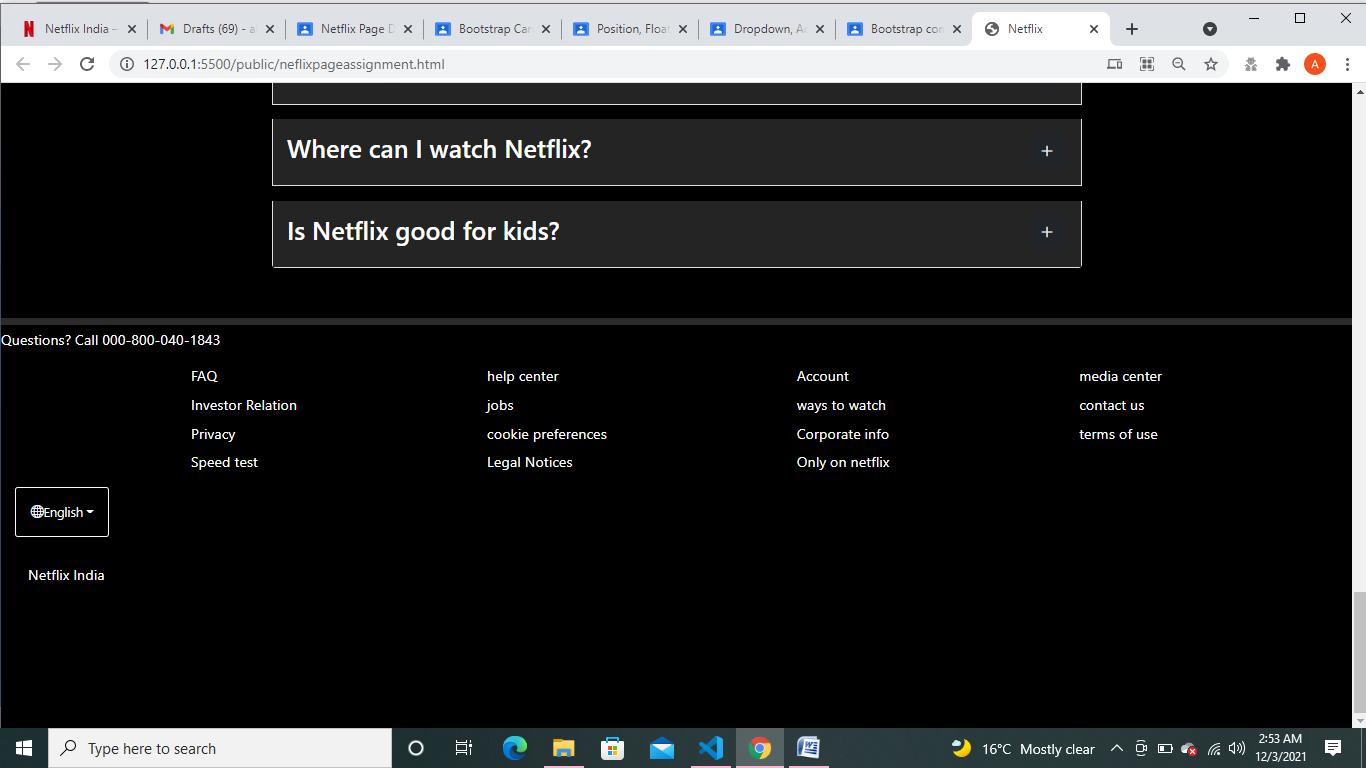 Netflix India –
Drafts (69) - a
Netflix Page D
Bootstrap Car
Position, Float
Dropdown, Ac
Bootstrap con
Netflix
127.0.0.1:5500/public/neflixpageassignment.html
A
Where can I watch Netflix?
+
Is Netflix good for kids?
+
Questions? Call 000-800-040-1843
FAQ help center Account media center
Investor Relation jobs ways to watch contact us
Privacy cookie preferences Corporate info terms of use
Speed test Legal Notices Only on netflix
English
Netflix India
Type here to search
16°C Mostly clear
2:53 AM
12/3/2021